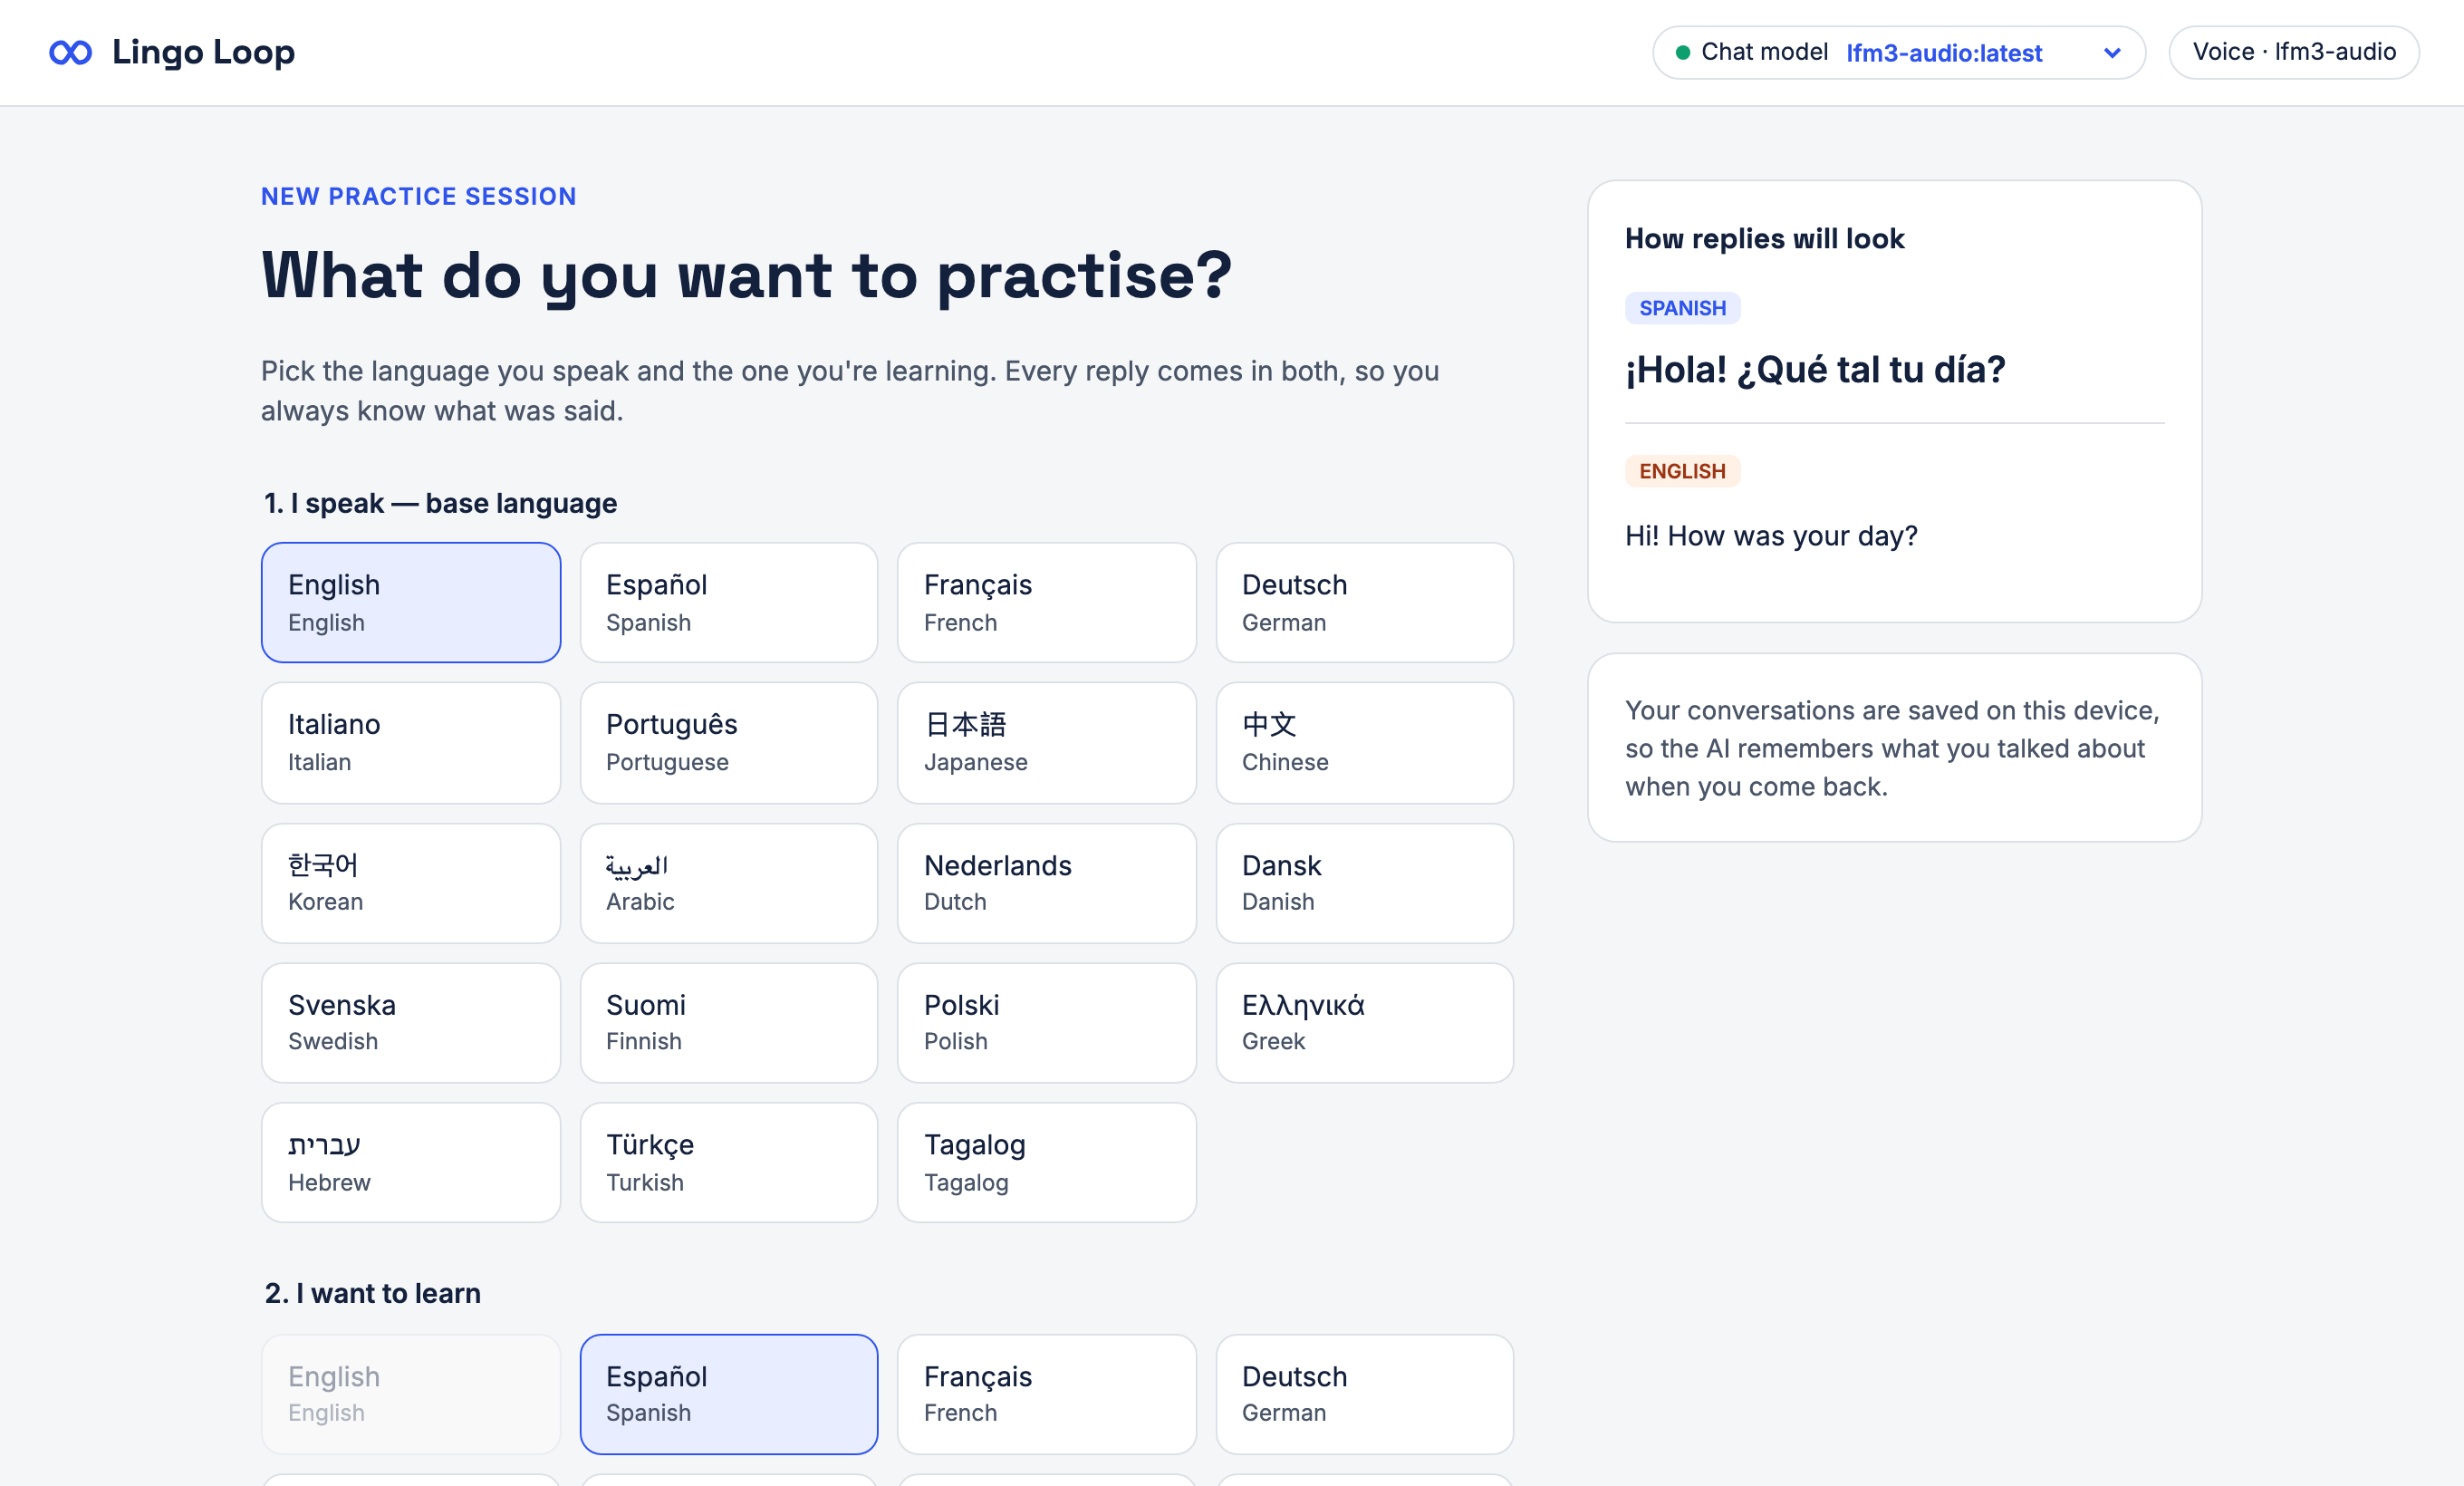 Lingo Loop
Chat model lfm3-audio:latest
Voice · lfm3-audio
NEW PRACTICE SESSION
What do you want to practise?
Pick the language you speak and the one you're learning. Every reply comes in both, so you
always know what was said.
1. I speak — base language
English
English
Español
Spanish
Français
French
Deutsch
German
Italiano
Italian
Português
Portuguese
日本語
Japanese
中文
Chinese
한국어
Korean
العربية
Arabic
Nederlands
Dutch
Dansk
Danish
Svenska
Swedish
Suomi
Finnish
Polski
Polish
Ελληνικά
Greek
עברית
Hebrew
Türkçe
Turkish
Tagalog
Tagalog
2. I want to learn
English
English
Español
Spanish
Français
French
Deutsch
German
How replies will look
SPANISH
¡Hola! ¿Qué tal tu día?
ENGLISH
Hi! How was your day?
Your conversations are saved on this device,
so the AI remembers what you talked about
when you come back.